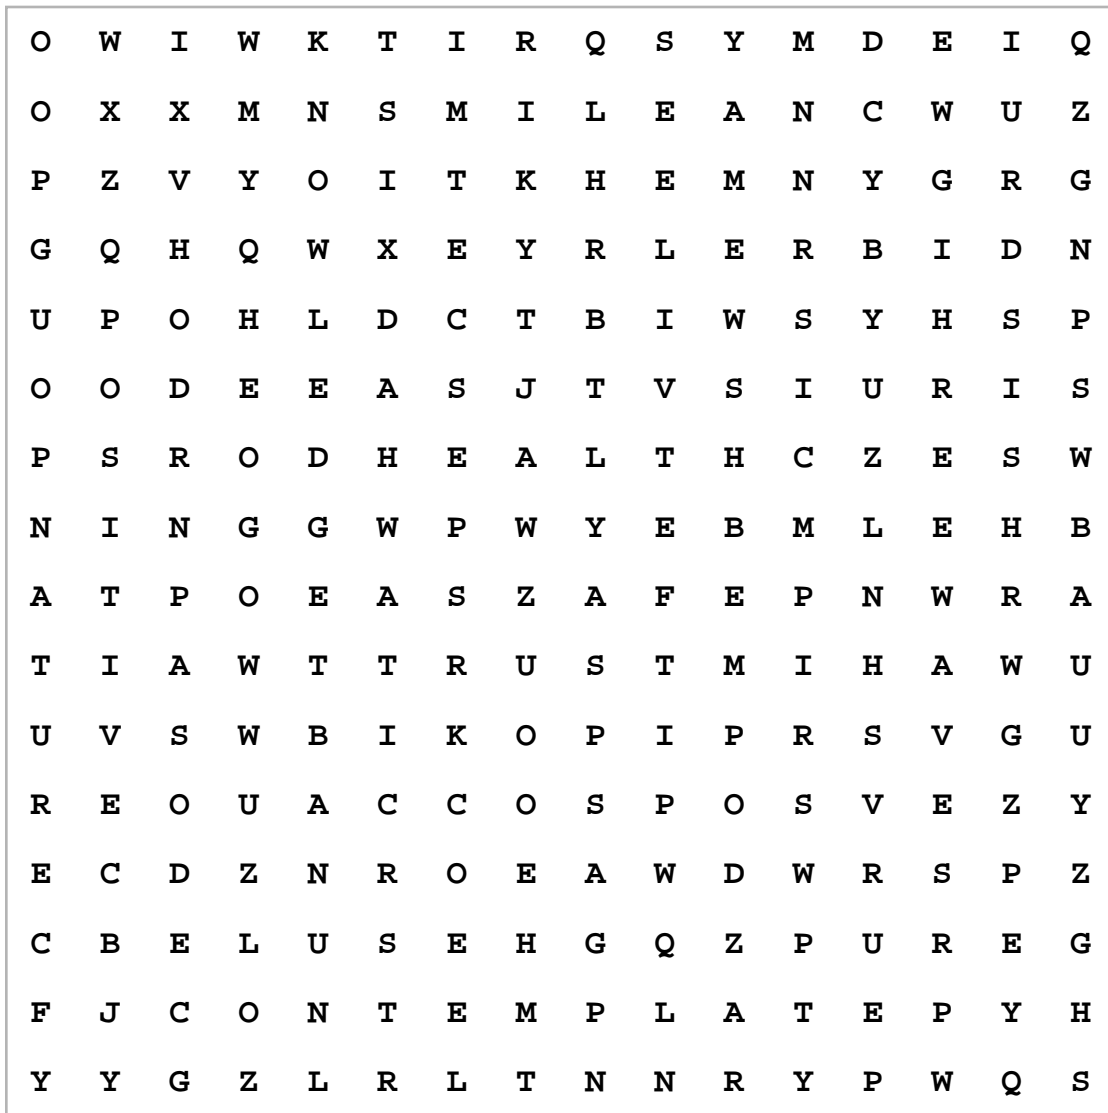 O W I W K T I R Q S Y M D E I Q
O X X M N S M I L E A N C W U Z
P Z V Y O I T K H E M N Y G R G
G Q H Q W X E Y R L E R B I D N
U P O H L D C T B I W S Y H S P
O O D E E A S J T V S I U R I S
P S R O D H E A L T H C Z E S W
N I N G G W P W Y E B M L E H B
A T P O E A S Z A F E P N W R A
T I A W T T R U S T M I H A W U
U V S W B I K O P I P R S V G U
R E O U A C C O S P O S V E Z Y
E C D Z N R O E A W D W R S P Z
C B E L U S E H G Q Z P U R E G
F J C O N T E M P L A T E P Y H
Y Y G Z L R L T N N R Y P W Q S